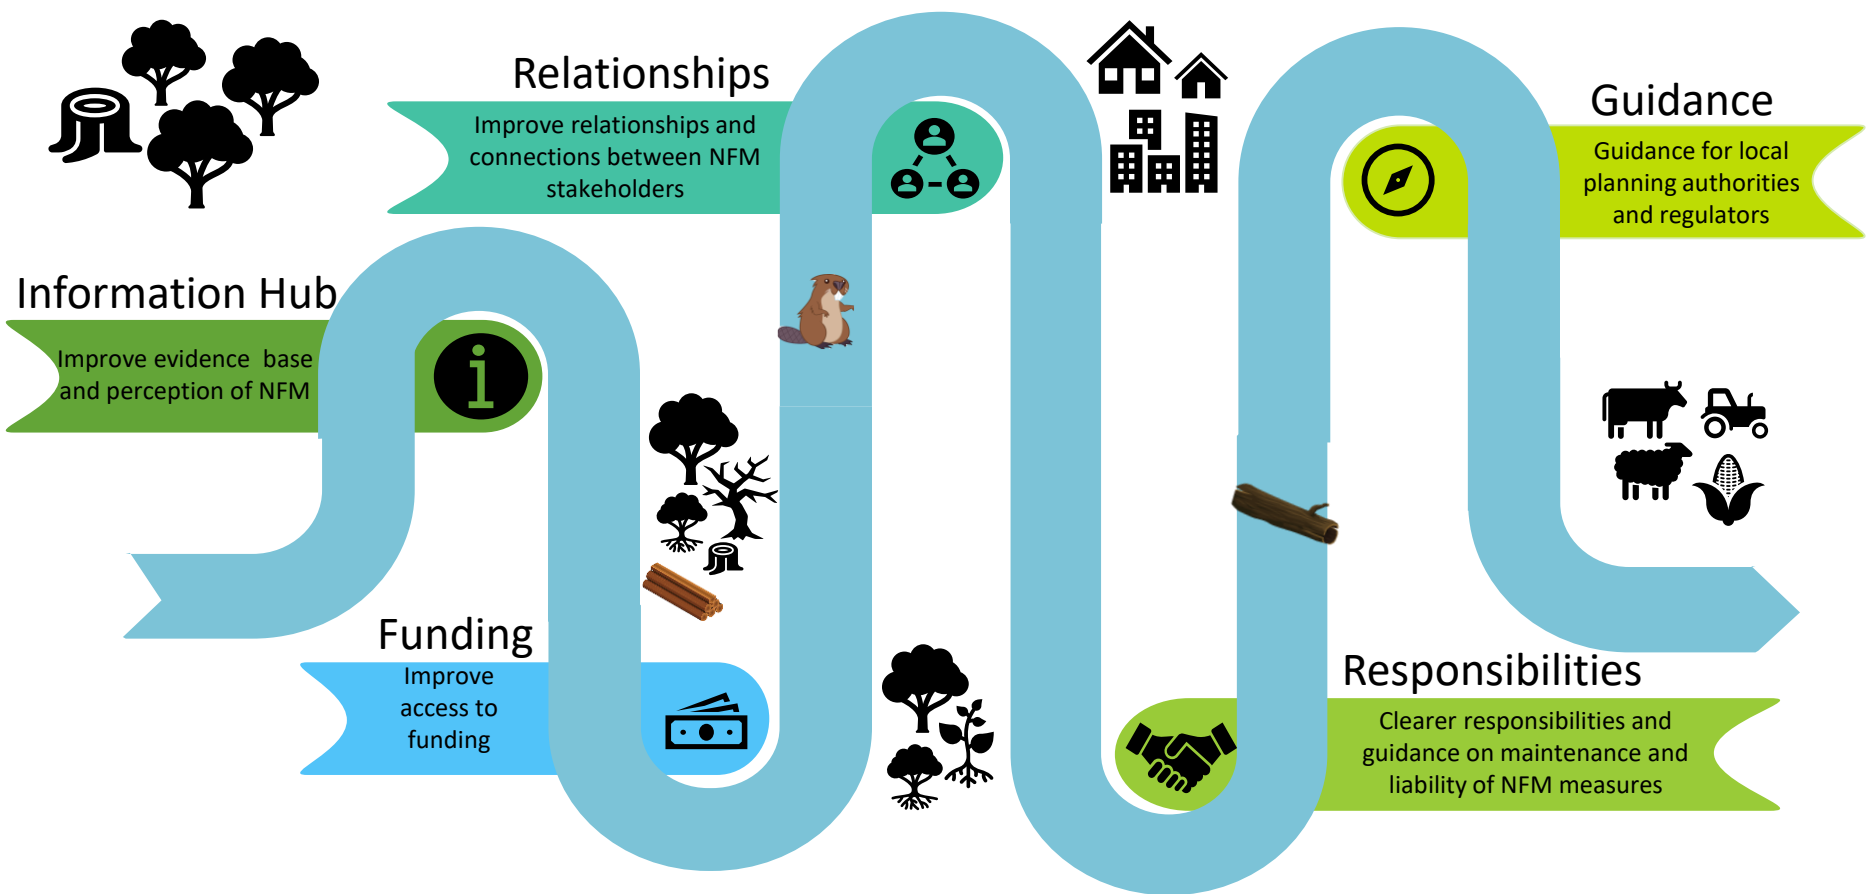 Relationships
Improve relationships and
connections between NFM
stakeholders
Guidance
Guidance for local
planning authorities
and regulators
Information Hub
Improve evidence base
and perception of NFM
i
Funding
Improve
access to
funding
Responsibilities
Clearer responsibilities and
guidance on maintenance and
liability of NFM measures